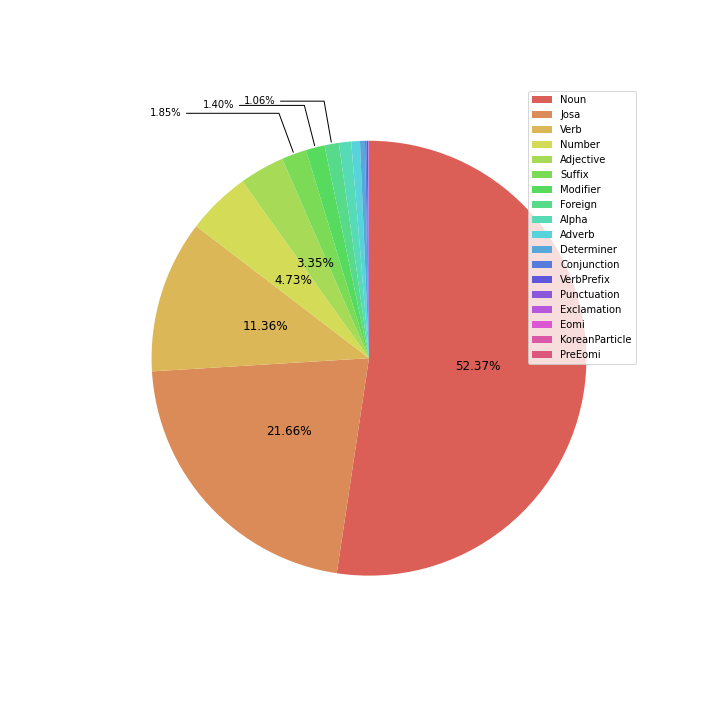 1.06%
1.40%
1.85%
3.35%
4.73%
11.36%
52.37%
21.66%
Noun
Josa
Verb
Number
Adjective
Suffix
Modifier
Foreign
Alpha
Adverb
Determiner
Conjunction
VerbPrefix
Punctuation
Exclamation
Eomi
KoreanParticle
PreEomi